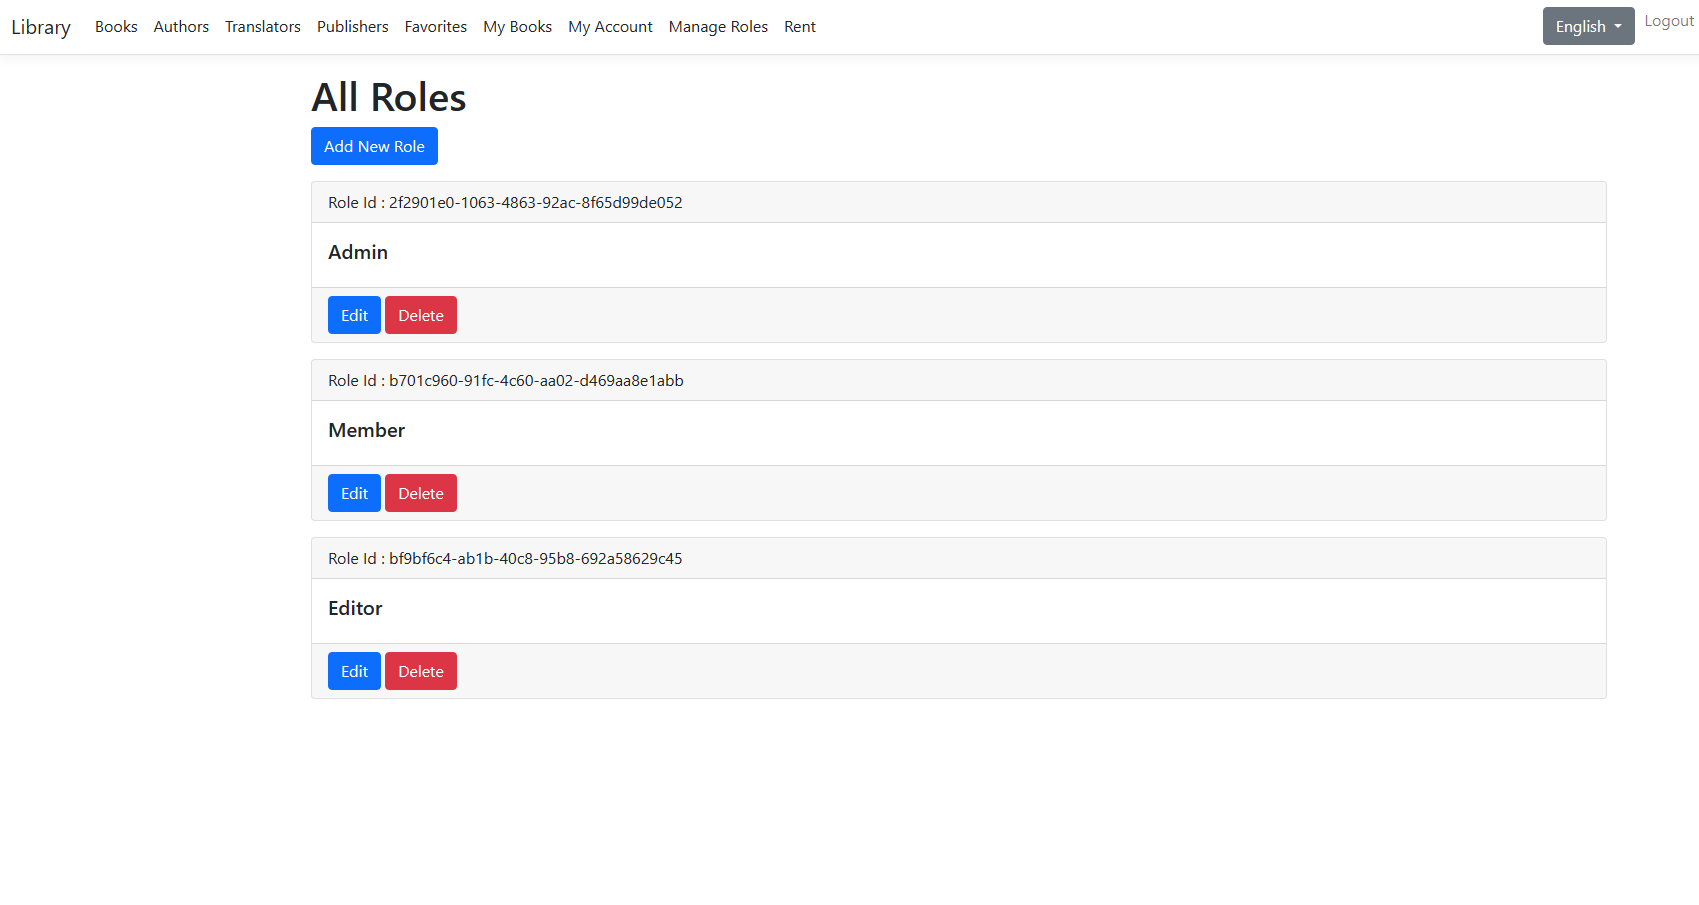 Library Books Authors Translators Publishers Favorites My Books My Account Manage Roles Rent English Logout
All Roles
Add New Role
Role Id : 2f2901e0-1063-4863-92ac-8f65d99de052
Admin
Edit Delete
Role Id : b701c960-91fc-4c60-aa02-d469aa8e1abb
Member
Edit Delete
Role Id : bf9bf6c4-ab1b-40c8-95b8-692a58629c45
Editor
Edit Delete